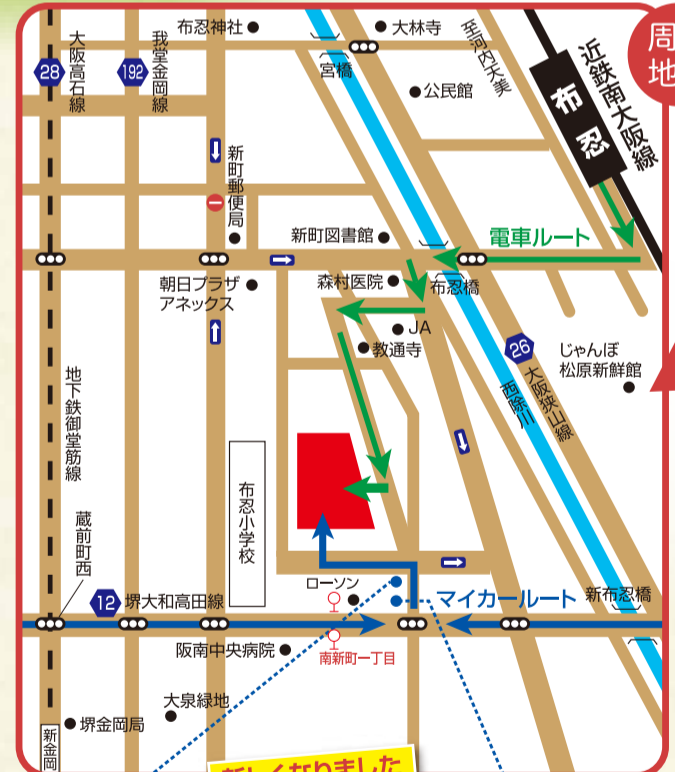 布忍神社
大林寺
至河内天美
近鉄南大阪線
周
地
28
大阪高石線
192
我堂金岡線
宮橋
公民館
布忍
新町郵便局
新町図書館
電車ルート
朝日プラザ
アネックス
森村医院
布忍橋
JA
教通寺
26
大阪狭山線
じゃんぼ
松原新鮮館
西除川
地下鉄御堂筋線
布忍小学校
蔵前町西
12
堺大和高田線
ローソン
マイカールート
新布忍橋
阪南中央病院
南新町一丁目
大泉緑地
堺金岡局
新金岡
新しくなりました